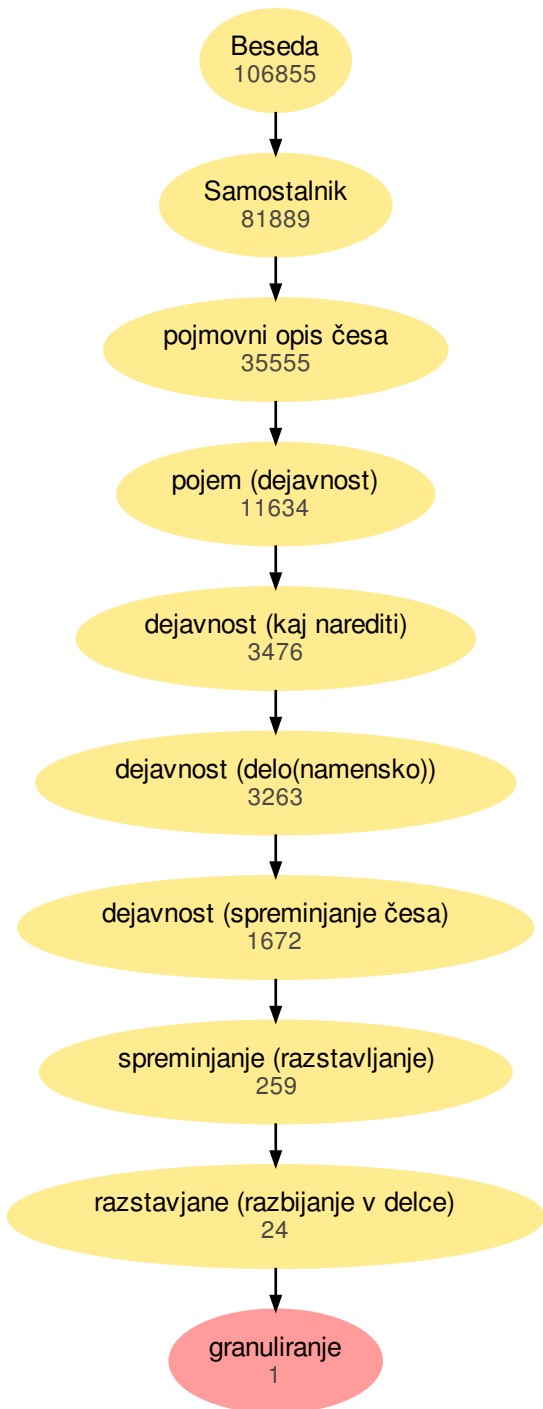 Beseda
106855
Samostalnik
81889
pojmovni opis česa
35555
pojem (dejavnost)
11634
dejavnost (kaj narediti)
3476
dejavnost (delo(namensko))
3263
dejavnost (spreminjanje česa)
1672
spreminjanje (razstavljanje)
259
razstavjane (razbijanje v delce)
24
granuliranje
1